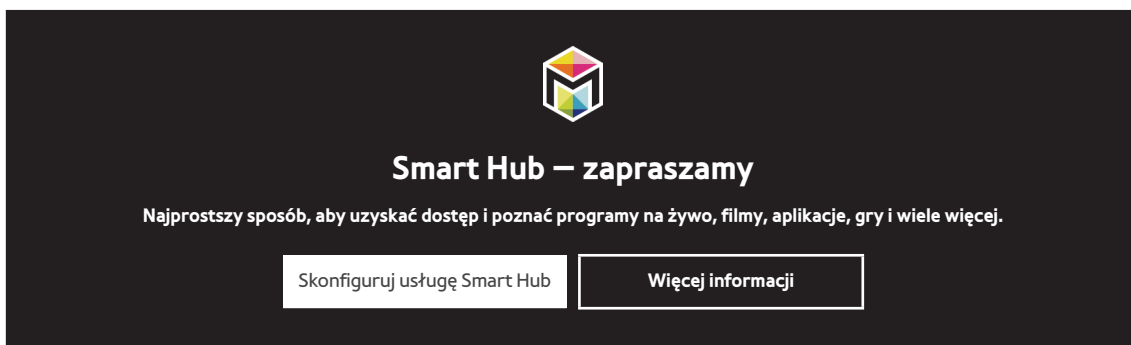 Smart Hub — zapraszamy
Najprostszy sposób, aby uzyskać dostęp i poznać programy na żywo, filmy, aplikacje, gry i wiele więcej.
Skonfiguruj usługę Smart Hub
Więcej informacji